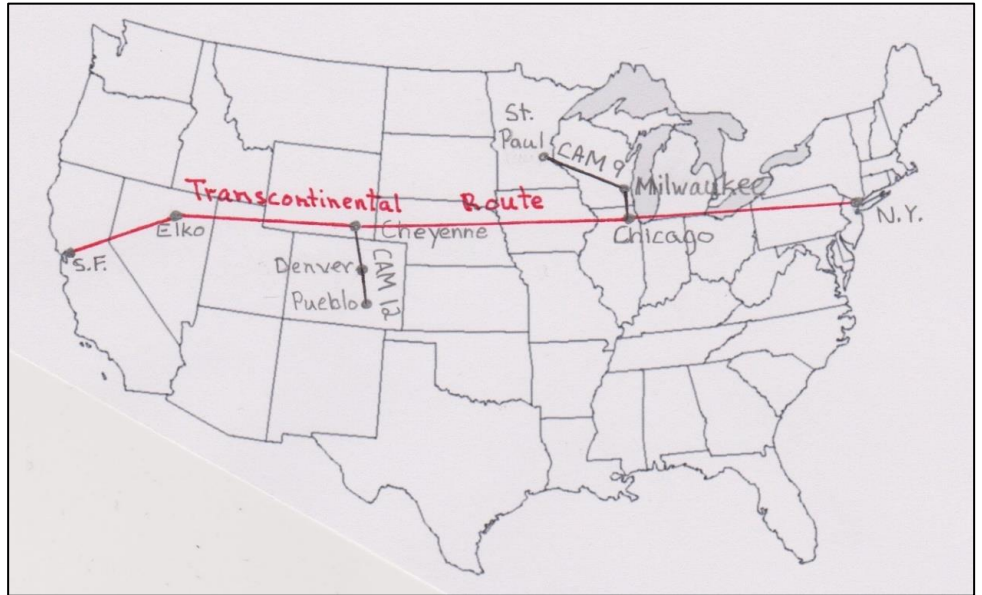 St.
Paul
CAM 9
Milwaukee
Transcontinental Route
Elko
Cheyenne
Chicago
N.Y.
S.F.
Denver
CAM 12
Pueblo